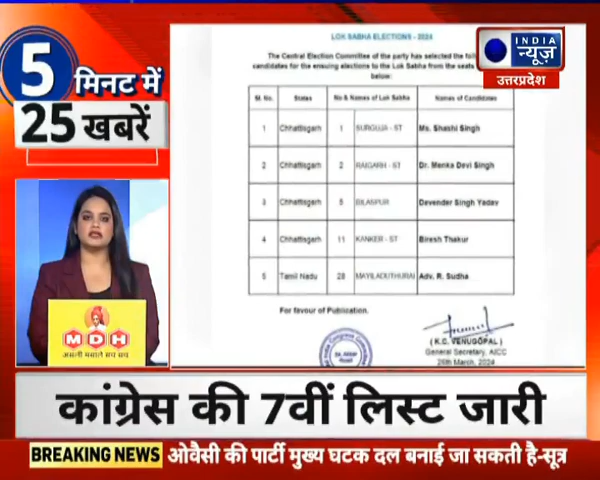 5 मिनट में
25 खबरें
INDIA
न्यूज़
उत्तरप्रदेश
LOK SABHA ELECTIONS - 2024
The Central Election Committee of the party has selected the
candidates for the ensuing elections to the Lok Sabha from the seats
below:
Sl. No. States No & Names of Lok Sabha Names of Candidates
1 Chhattisgarh 1 SURGUJA - ST Ms. Shashi Singh
2 Chhattisgarh 2 RAIGARH - ST Dr. Menka Devi Singh
3 Chhattisgarh 5 BILASPUR Devender Singh Yadav
4 Chhattisgarh 11 KANKER - ST Biresh Thakur
5 Tamil Nadu 28 MAYILADUTHURAI Adv. R. Sudha
For favour of Publication.
( K.C. VENUGOPAL )
General Secretary, AICC
26th March, 2024
MDH
असली मसाले सच सच
कांग्रेस की 7वीं लिस्ट जारी
BREAKING NEWS ओवैसी की पार्टी मुख्य घटक दल बनाई जा सकती है-सूत्र